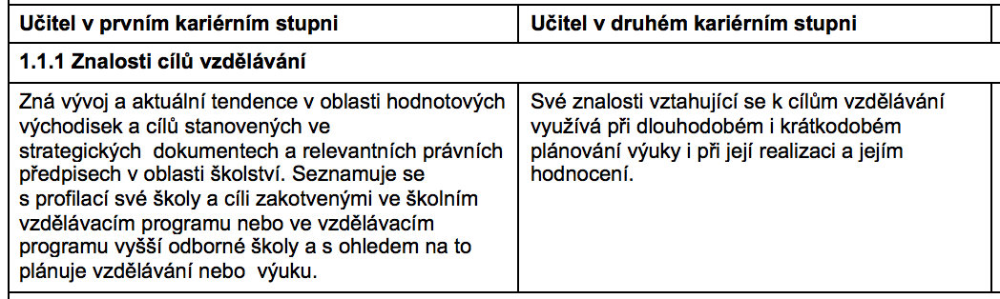 Učitel v prvním kariérním stupni
Učitel v druhém kariérním stupni
1.1.1 Znalosti cílů vzdělávání
Zná vývoj a aktuální tendence v oblasti hodnotových
východisek a cílů stanovených ve
strategických  dokumentech a relevantních právních
předpisech v oblasti školství. Seznamuje se
s profilací své školy a cíli zakotvenými ve školním
vzdělávacím programu nebo ve vzdělávacím
programu vyšší odborné školy a s ohledem na to
plánuje vzdělávání nebo  výuku.
Své znalosti vztahující se k cílům vzdělávání
využívá při dlouhodobém i krátkodobém
plánování výuky i při její realizaci a jejím
hodnocení.